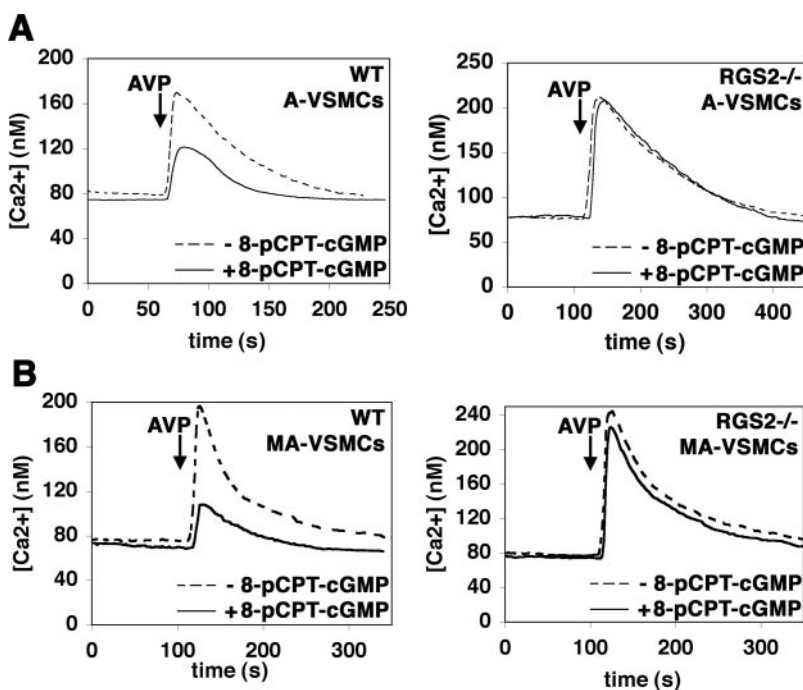 A
[Ca2+] (nM)
200
160
120
80
40
0
AVP
WT
A-VSMCs
- 8-pCPT-cGMP
+8-pCPT-cGMP
0 50 100 150 200 250
time (s)
[Ca2+] (nM)
250
200
150
100
50
0
AVP
RGS2-/-
A-VSMCs
- 8-pCPT-cGMP
+8-pCPT-cGMP
0 100 200 300 400
time (s)
B
[Ca2+] (nM)
200
160
120
80
40
0
AVP
WT
MA-VSMCs
- 8-pCPT-cGMP
+8-pCPT-cGMP
0 100 200 300
time (s)
[Ca2+] (nM)
240
200
160
120
80
40
0
AVP
RGS2-/-
MA-VSMCs
- 8-pCPT-cGMP
+8-pCPT-cGMP
0 100 200 300
time (s)